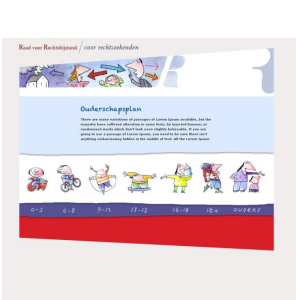 Raad voor Rechtsbijstand / voor rechtzoekenden
Ouderschapsplan
There are many variations of passages of Lorem Ipsum available, but the
majority have suffered alteration in some form, by injected humour, or
randomised words which don't look even slightly believable. If you are
going to use a passage of Lorem Ipsum, you need to be sure there isn't
anything embarrassing hidden in the middle of text. All the Lorem Ipsum
0-5 6-8 9-12 13-15 16-18 18+ OUDERS